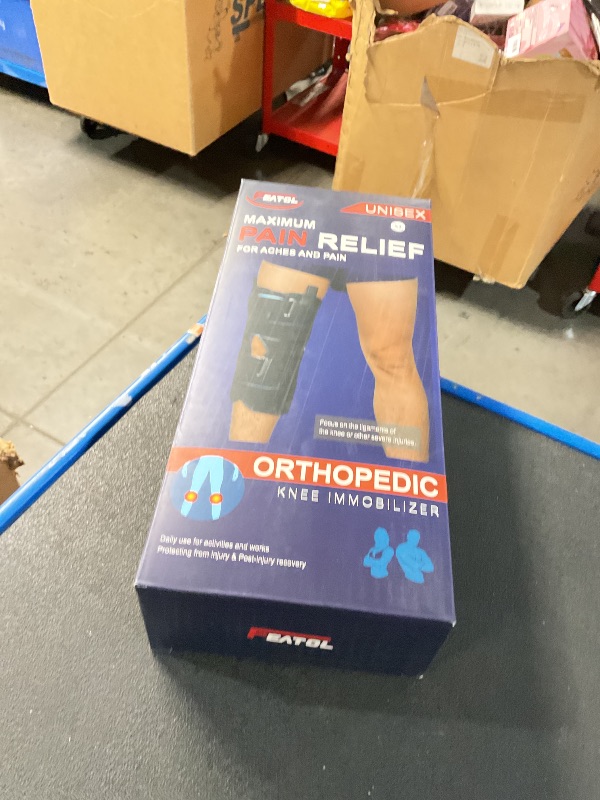 FEATOL
UNISEX
MAXIMUM
PAIN RELIEF
FOR ACHES AND PAIN
Focus on the ligaments of
the knee or other severe injuries.
ORTHOPEDIC
KNEE IMMOBILIZER
Daily use for activities and works
Protecting from injury & Post-injury recovery
FEATOL